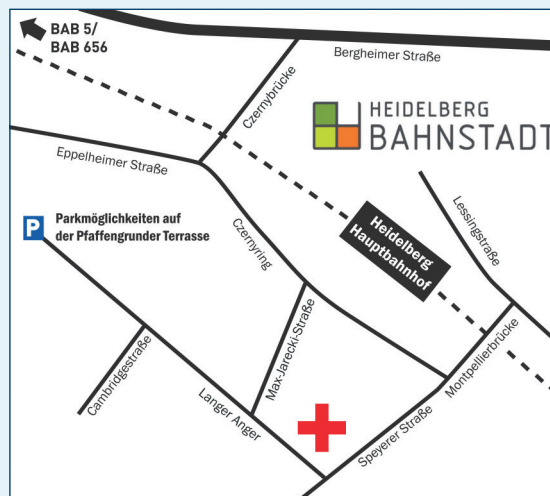 BAB 5/
BAB 656
Bergheimer Straße
Czernybrücke
HEIDELBERG
BAHNSTADT
Eppelheimer Straße
Lessingstraße
P
Parkmöglichkeiten auf
der Pfaffengrunder Terrasse
Czernyring
Heidelberg
Hauptbahnhof
Max-Jarecki-Straße
Montpellierbrücke
Cambridgestraße
Langer Anger
Speyerer Straße